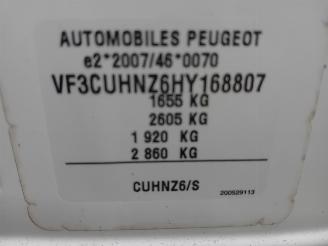 AUTOMOBILES PEUGEOT
e2*2007/46*0070
VF3CUHNZ6HY168807
1655 KG
2605 KG
1 920 KG
2 860 KG
CUHNZ6/S
200529113